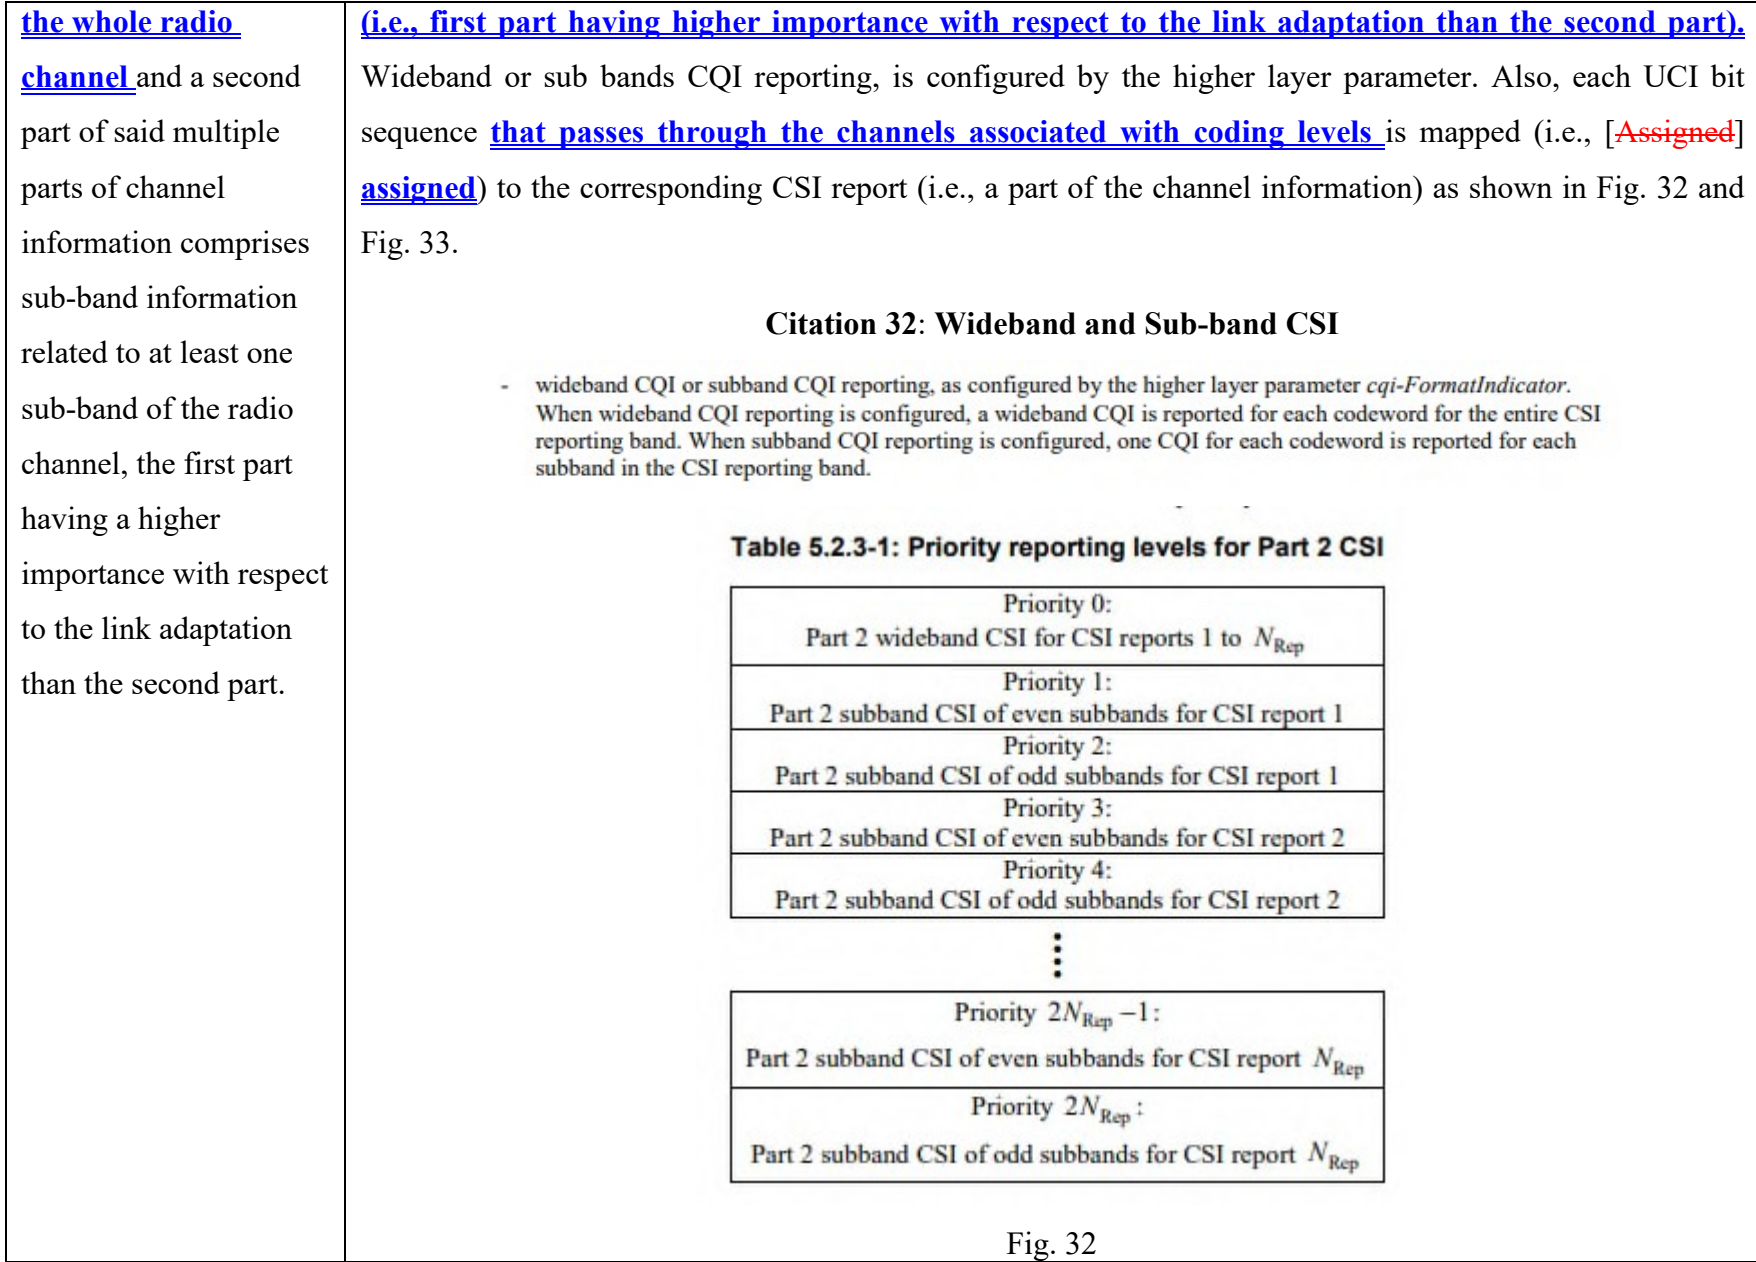 the whole radio
channel and a second
part of said multiple
parts of channel
information comprises
sub-band information
related to at least one
sub-band of the radio
channel, the first part
having a higher
importance with respect
to the link adaptation
than the second part.
(i.e., first part having higher importance with respect to the link adaptation than the second part).
Wideband or sub bands CQI reporting, is configured by the higher layer parameter. Also, each UCI bit
sequence that passes through the channels associated with coding levels is mapped (i.e., [Assigned]
assigned) to the corresponding CSI report (i.e., a part of the channel information) as shown in Fig. 32 and
Fig. 33.
Citation 32: Wideband and Sub-band CSI
- wideband CQI or subband CQI reporting, as configured by the higher layer parameter cqi-FormatIndicator.
When wideband CQI reporting is configured, a wideband CQI is reported for each codeword for the entire CSI
reporting band. When subband CQI reporting is configured, one CQI for each codeword is reported for each
subband in the CSI reporting band.
Table 5.2.3-1: Priority reporting levels for Part 2 CSI
Priority 0:
Part 2 wideband CSI for CSI reports 1 to N_Rep
Priority 1:
Part 2 subband CSI of even subbands for CSI report 1
Priority 2:
Part 2 subband CSI of odd subbands for CSI report 1
Priority 3:
Part 2 subband CSI of even subbands for CSI report 2
Priority 4:
Part 2 subband CSI of odd subbands for CSI report 2
⋮
Priority 2N_Rep −1:
Part 2 subband CSI of even subbands for CSI report N_Rep
Priority 2N_Rep :
Part 2 subband CSI of odd subbands for CSI report N_Rep
Fig. 32